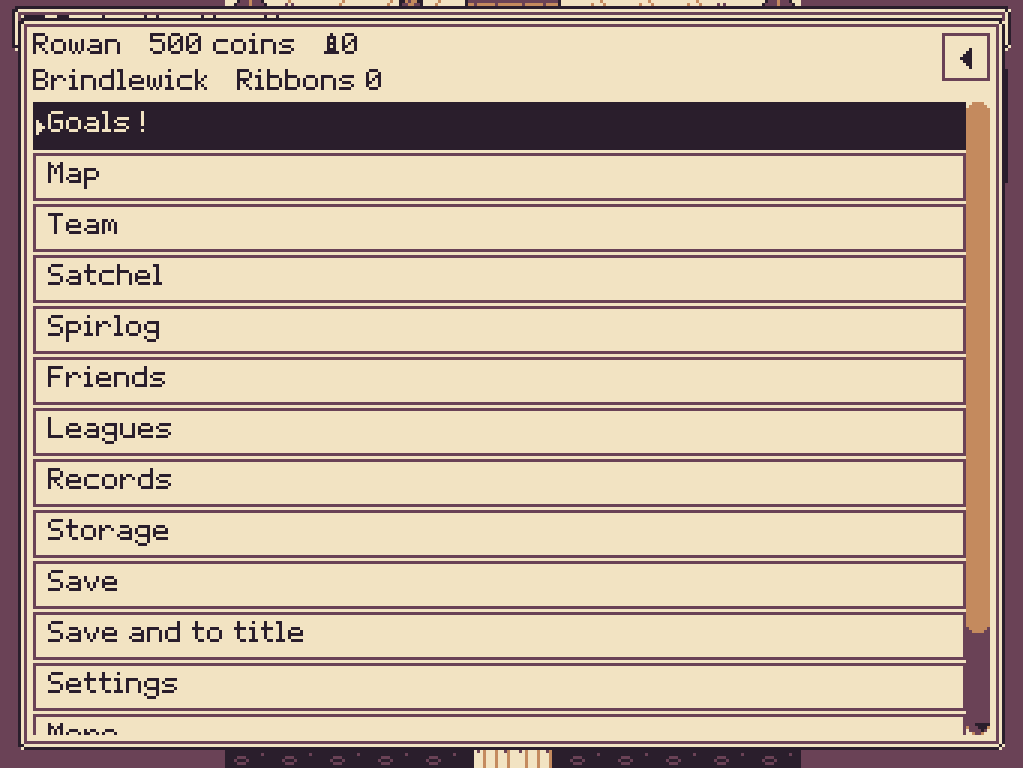 Rowan 500 coins 0
Brindlewick Ribbons 0
Goals!
Map
Team
Satchel
Spirlog
Friends
Leagues
Records
Storage
Save
Save and to title
Settings